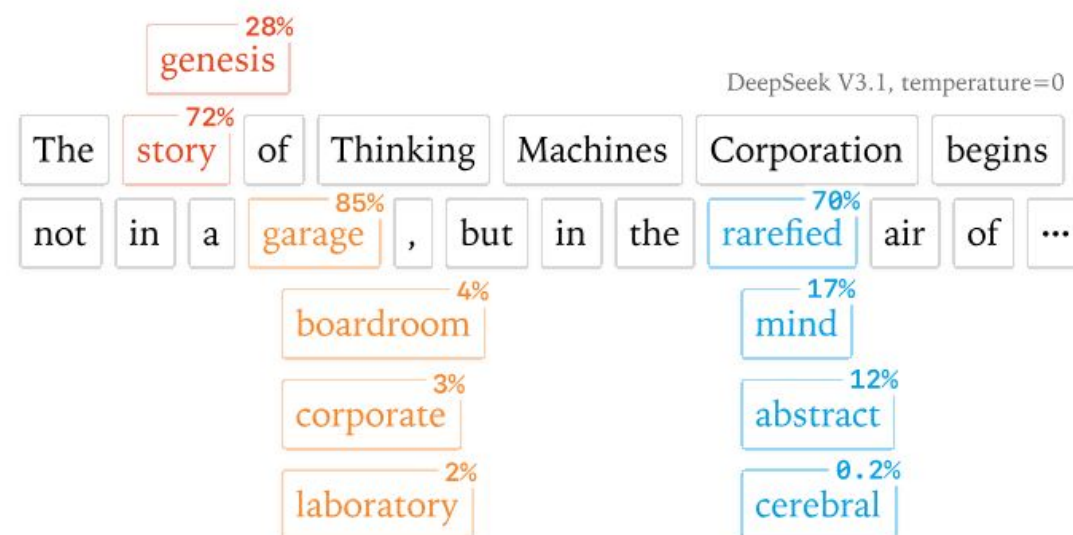 28%
genesis
DeepSeek V3.1, temperature=0
72%
The story of Thinking Machines Corporation begins
85% 70%
not in a garage , but in the rarefied air of ···
4% 17%
boardroom mind
3% 12%
corporate abstract
2% 0.2%
laboratory cerebral